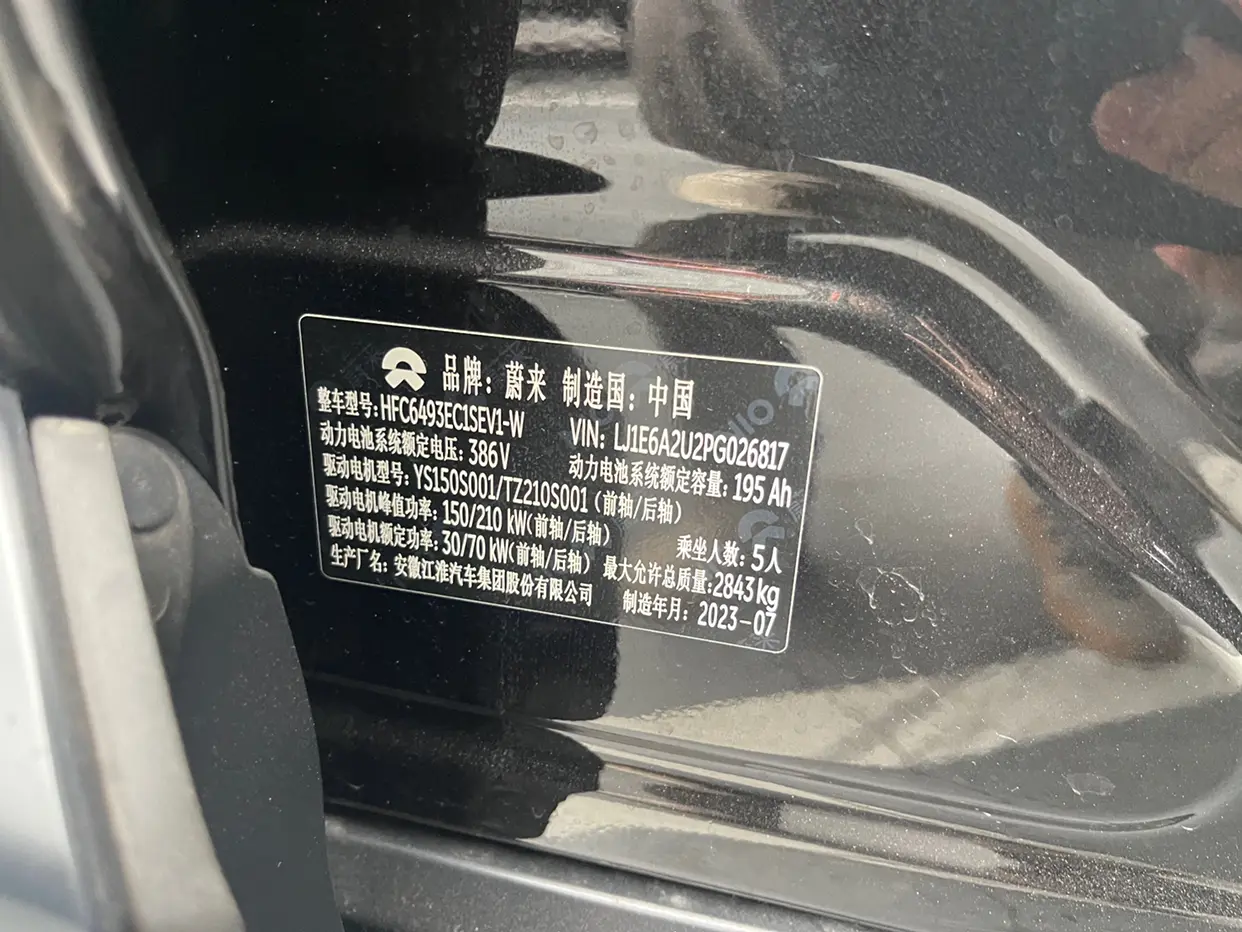 品牌：蔚来 制造国：中国
整车型号：HFC6493EC1SEV1-W VIN：LJ1E6A2U2PG026817
动力电池系统额定电压：386V 动力电池系统额定容量：195 Ah
驱动电机型号：YS150S001/TZ210S001（前轴/后轴）
驱动电机峰值功率：150/210 kW（前轴/后轴） 乘坐人数：5人
驱动电机额定功率：30/70 kW（前轴/后轴） 最大允许总质量：2843kg
生产厂名：安徽江淮汽车集团股份有限公司 制造年月：2023-07
NIO